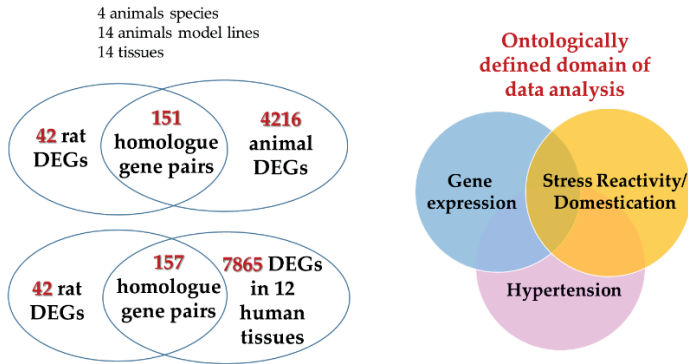 4 animals species
14 animals model lines
14 tissues
42 rat
DEGs
151
homologue
gene pairs
4216
animal
DEGs
42 rat
DEGs
157
homologue
gene pairs
7865 DEGs
in 12
human
tissues
Ontologically
defined domain of
data analysis
Gene
expression
Stress Reactivity/
Domestication
Hypertension